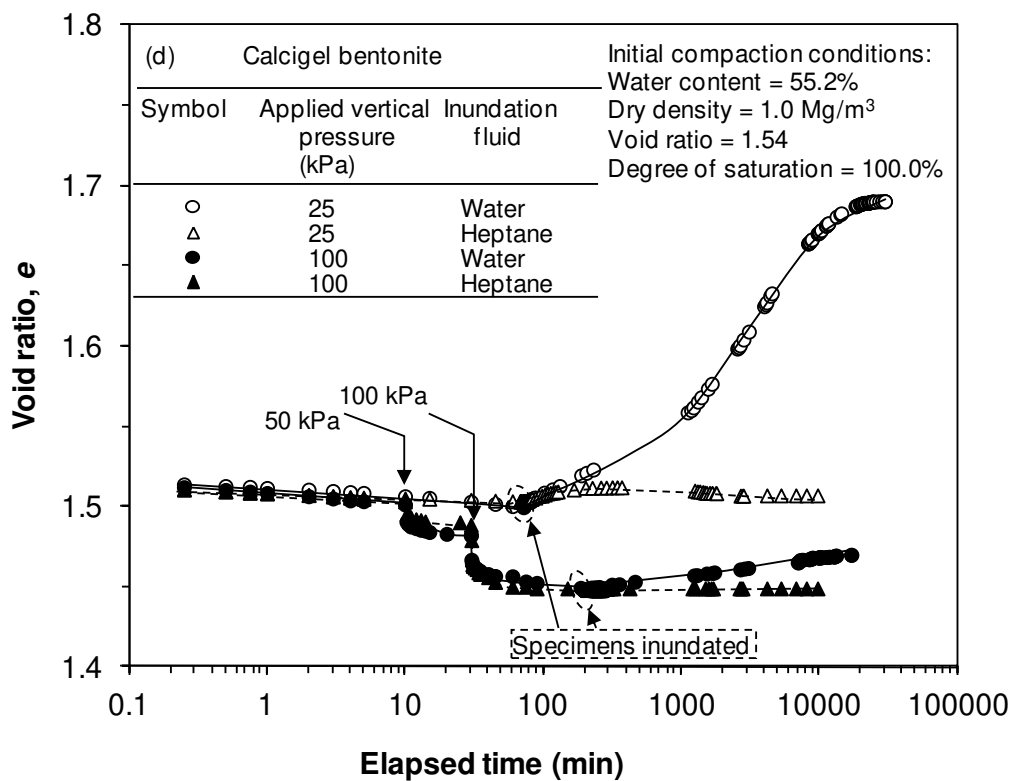 (d) Calcigel bentonite
Symbol Applied vertical pressure (kPa) Inundation fluid
25 Water
25 Heptane
100 Water
100 Heptane
Initial compaction conditions:
Water content = 55.2%
Dry density = 1.0 Mg/m³
Void ratio = 1.54
Degree of saturation = 100.0%
50 kPa
100 kPa
Specimens inundated
Void ratio, e
1.8
1.7
1.6
1.5
1.4
0.1 1 10 100 1000 10000 100000
Elapsed time (min)